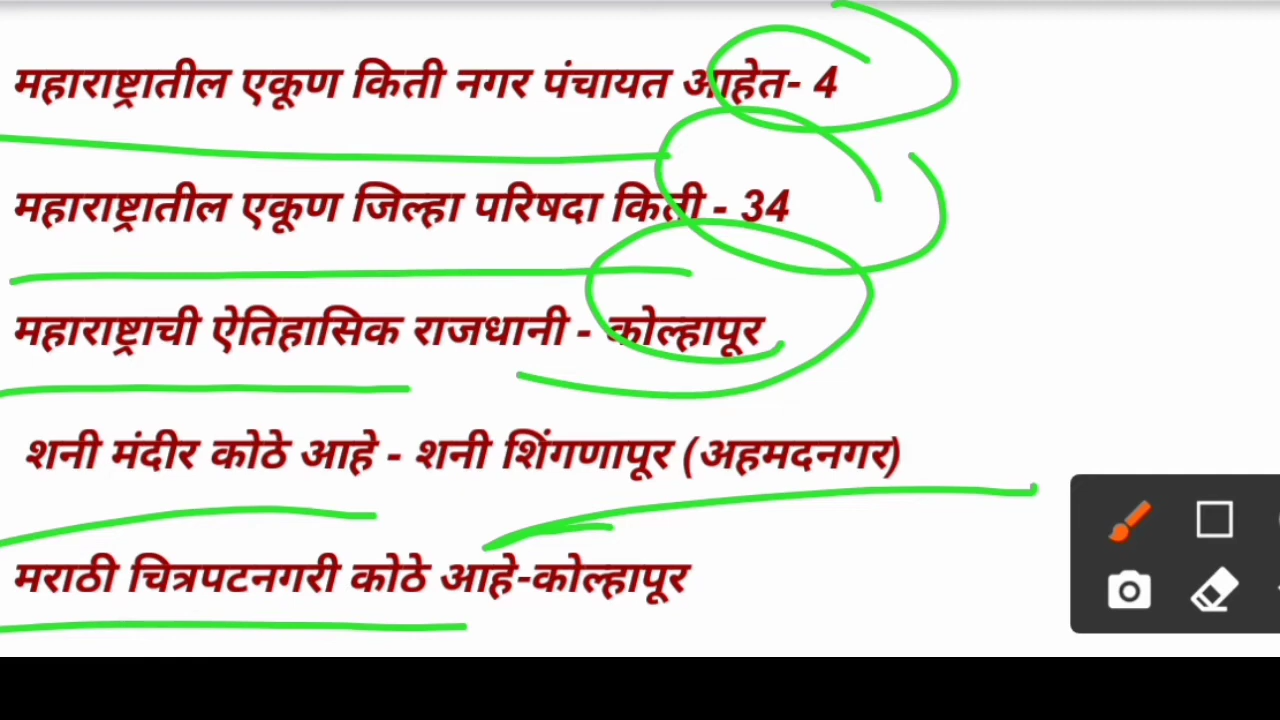 महाराष्ट्रातील एकूण किती नगर पंचायत आहेत- 4
महाराष्ट्रातील एकूण जिल्हा परिषदा किती - 34
महाराष्ट्राची ऐतिहासिक राजधानी - कोल्हापूर
शनी मंदीर कोठे आहे - शनी शिंगणापूर (अहमदनगर)
मराठी चित्रपटनगरी कोठे आहे-कोल्हापूर